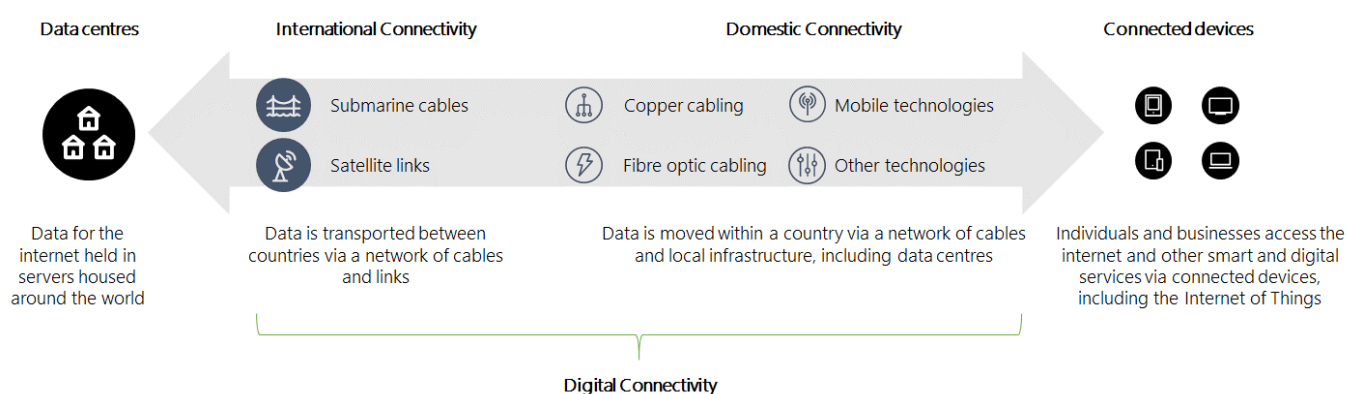 Data centres
International Connectivity
Domestic Connectivity
Connected devices
Submarine cables
Copper cabling
Mobile technologies
Satellite links
Fibre optic cabling
Other technologies
Data for the
internet held in
servers housed
around the world
Data is transported between
countries via a network of cables
and links
Data is moved within a country via a network of cables
and local infrastructure, including data centres
Individuals and businesses access the
internet and other smart and digital
services via connected devices,
including the Internet of Things
Digital Connectivity